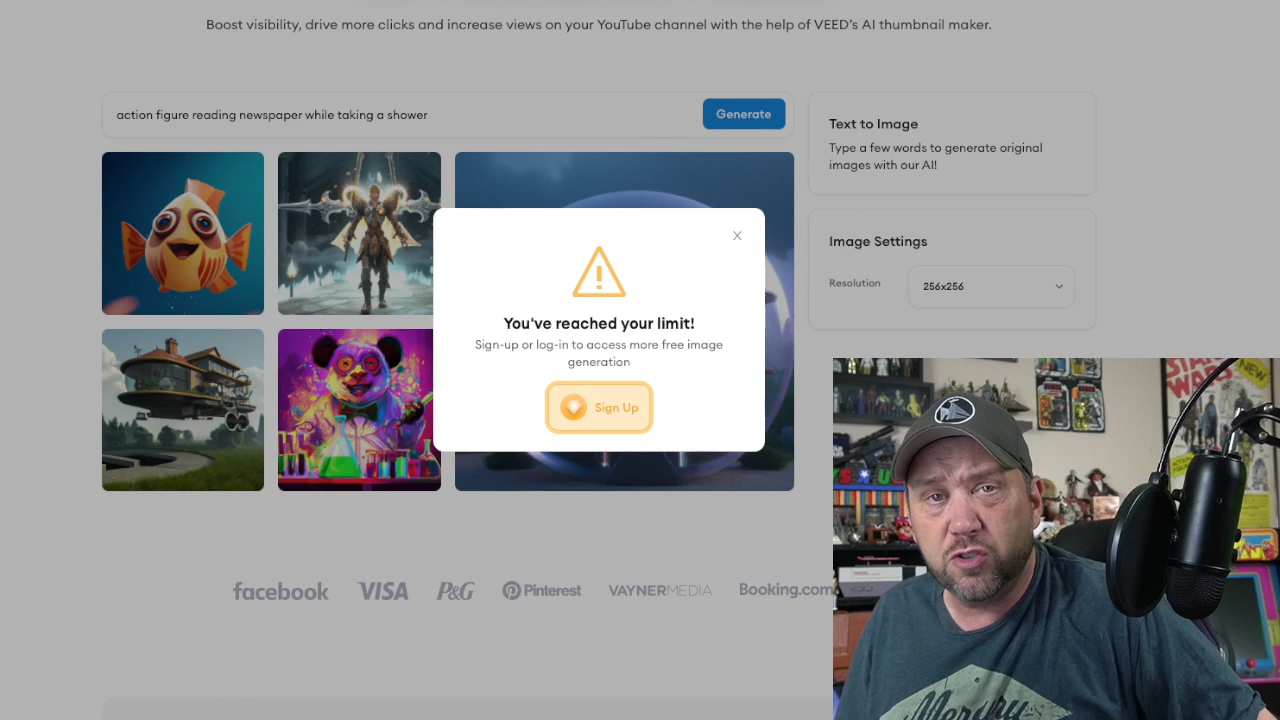 Boost visibility, drive more clicks and increase views on your YouTube channel with the help of VEED's AI thumbnail maker.
action figure reading newspaper while taking a shower
Generate
Text to Image
Type a few words to generate original
images with our AI!
Image Settings
Resolution
256x256
X
You've reached your limit!
Sign-up or log-in to access more free image
generation
Sign Up
facebook
VISA
P&G
Pinterest
VAYNERMEDIA
Booking.com
STAR
WARS
NEW